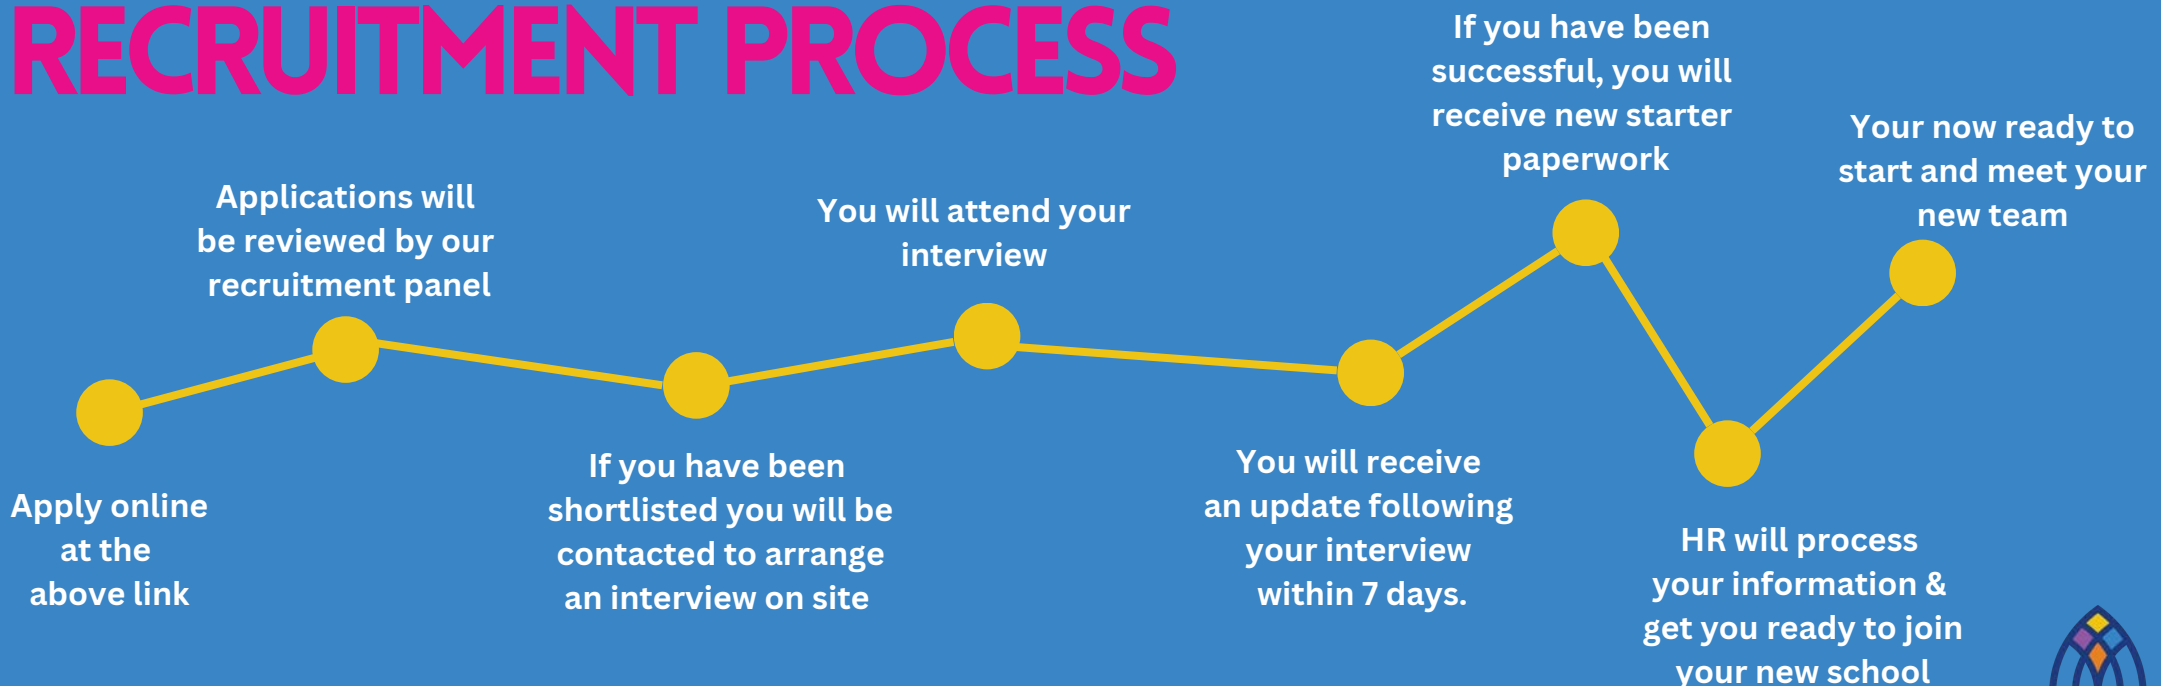 RECRUITMENT PROCESS
Apply online
at the
above link
Applications will
be reviewed by our
recruitment panel
If you have been
shortlisted you will be
contacted to arrange
an interview on site
You will attend your
interview
You will receive
an update following
your interview
within 7 days.
If you have been
successful, you will
receive new starter
paperwork
HR will process
your information &
get you ready to join
your new school
Your now ready to
start and meet your
new team